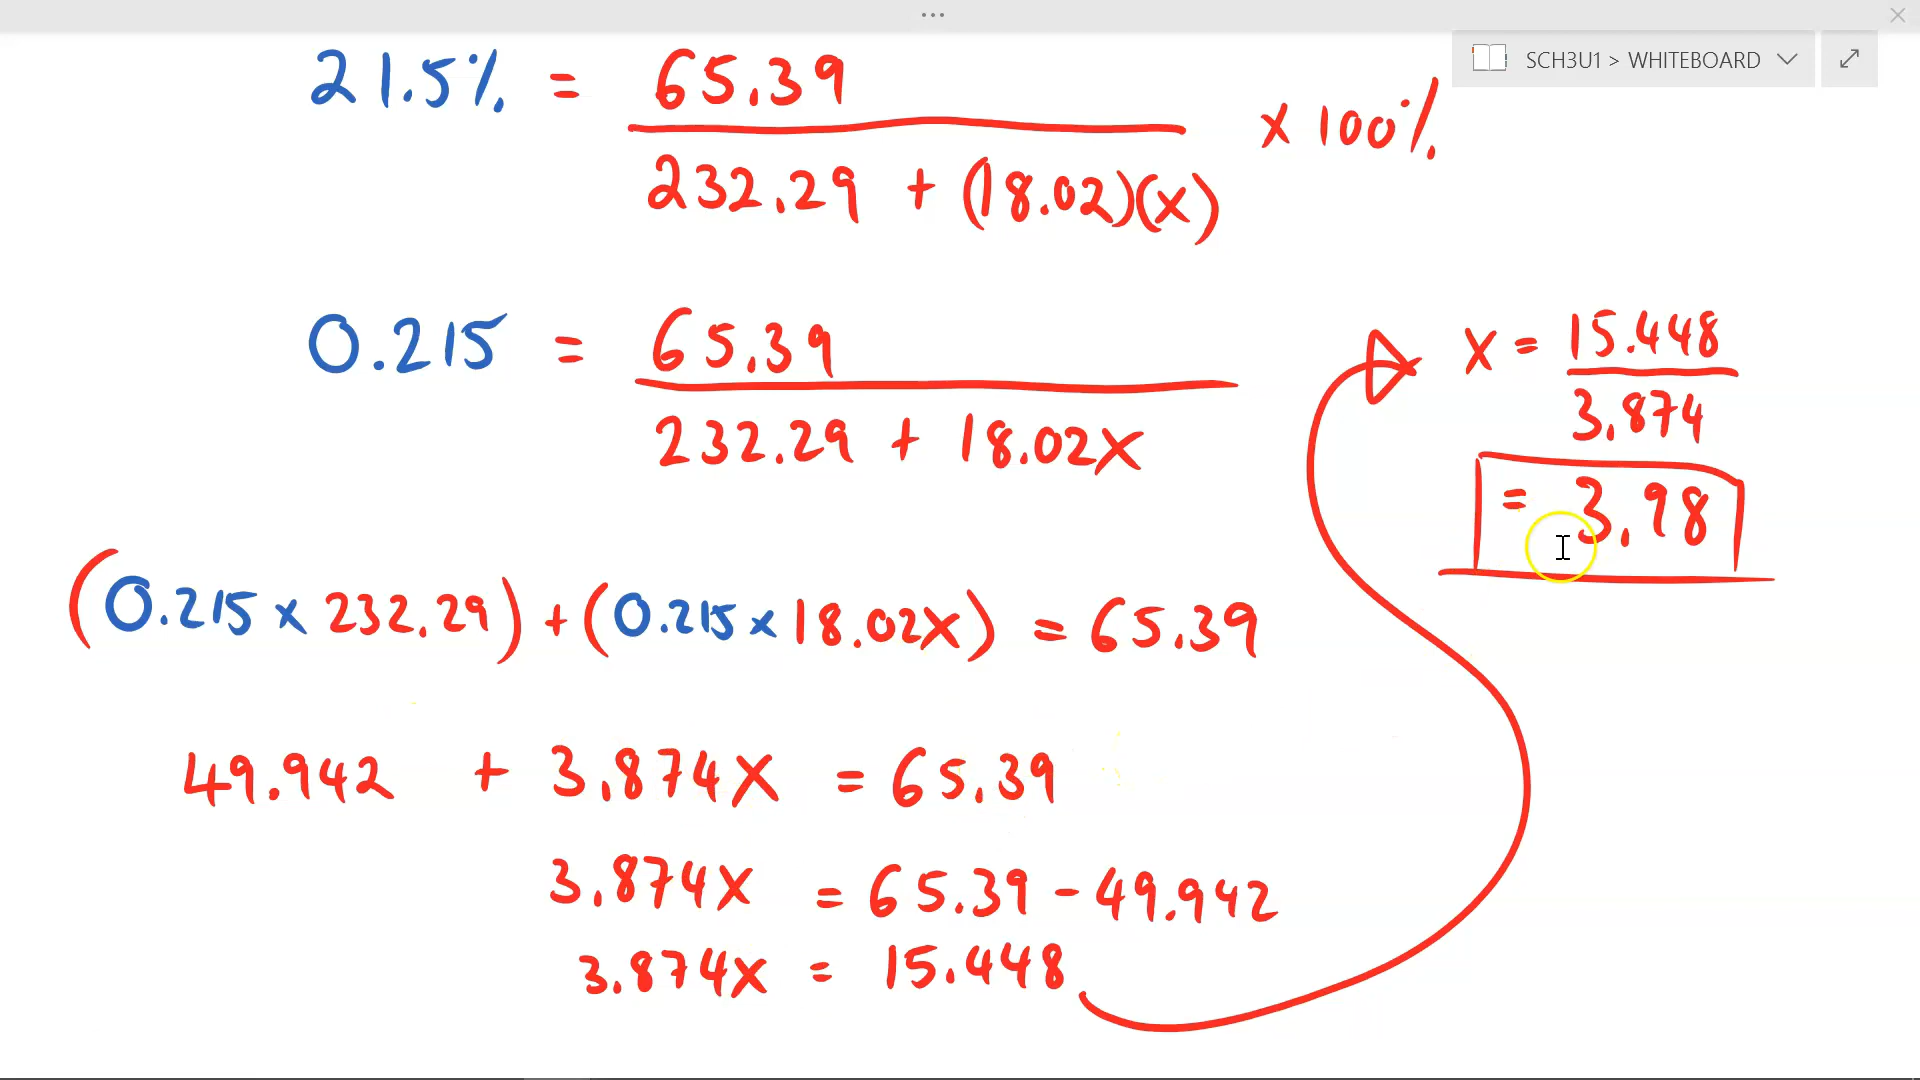 ...
SCH3U1 > WHITEBOARD
21.5% = 65.39 / 232.29 + (18.02)(x) x 100%
0.215 = 65.39 / 232.29 + 18.02x
(0.215 x 232.29) + (0.215 x 18.02x) = 65.39
49.942 + 3.874x = 65.39
3.874x = 65.39 - 49.942
3.874x = 15.448
x = 15.448 / 3.874
= 3.98